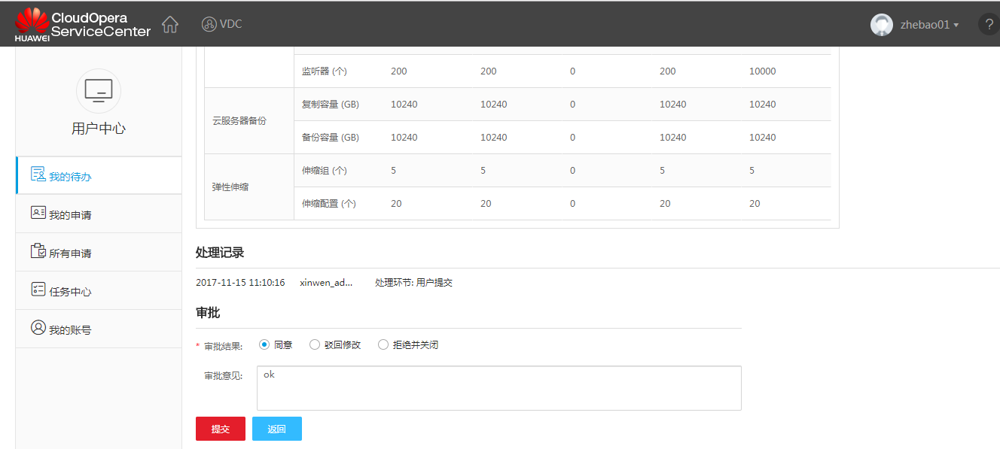 HUAWEI CloudOpera ServiceCenter VDC zhebao01 ?
用户中心
我的待办
我的申请
所有申请
任务中心
我的账号
监听器 (个) 200 200 0 200 10000
云服务器备份
复制容量 (GB) 10240 10240 0 10240 10240
备份容量 (GB) 10240 10240 0 10240 10240
弹性伸缩
伸缩组 (个) 5 5 0 5 5
伸缩配置 (个) 20 20 0 20 20
处理记录
2017-11-15 11:10:16 xinwen_ad... 处理环节: 用户提交
审批
* 审批结果: 同意 驳回修改 拒绝并关闭
审批意见: ok
提交 返回